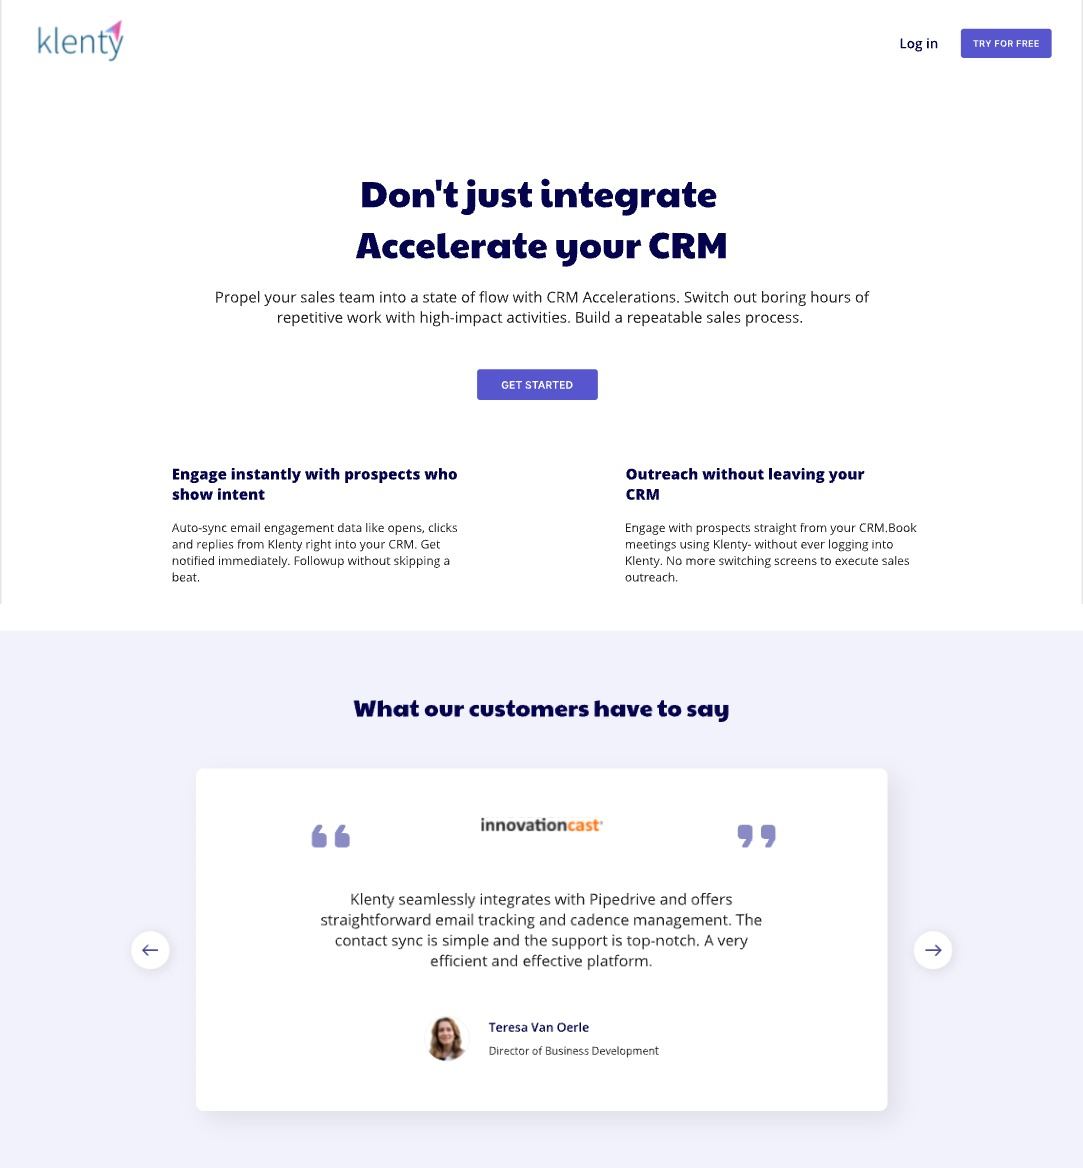 klenty
Log in
TRY FOR FREE
Don't just integrate
Accelerate your CRM
Propel your sales team into a state of flow with CRM Accelerations. Switch out boring hours of
repetitive work with high-impact activities. Build a repeatable sales process.
GET STARTED
Engage instantly with prospects who
show intent
Auto-sync email engagement data like opens, clicks
and replies from Klenty right into your CRM. Get
notified immediately. Followup without skipping a
beat.
Outreach without leaving your
CRM
Engage with prospects straight from your CRM.Book
meetings using Klenty- without ever logging into
Klenty. No more switching screens to execute sales
outreach.
What our customers have to say
innovationcast®
Klenty seamlessly integrates with Pipedrive and offers
straightforward email tracking and cadence management. The
contact sync is simple and the support is top-notch. A very
efficient and effective platform.
Teresa Van Oerle
Director of Business Development